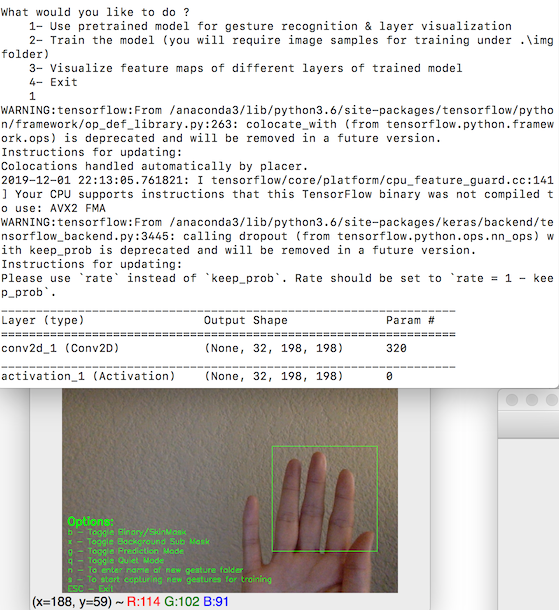 What would you like to do ?
1- Use pretrained model for gesture recognition & layer visualization
2- Train the model (you will require image samples for training under .\img
folder)
3- Visualize feature maps of different layers of trained model
4- Exit
1
WARNING:tensorflow:From /anaconda3/lib/python3.6/site-packages/tensorflow/pytho
n/framework/op_def_library.py:263: colocate_with (from tensorflow.python.framew
ork.ops) is deprecated and will be removed in a future version.
Instructions for updating:
Colocations handled automatically by placer.
2019-12-01 22:13:05.761821: I tensorflow/core/platform/cpu_feature_guard.cc:141
] Your CPU supports instructions that this TensorFlow binary was not compiled t
o use: AVX2 FMA
WARNING:tensorflow:From /anaconda3/lib/python3.6/site-packages/keras/backend/te
nsorflow_backend.py:3445: calling dropout (from tensorflow.python.ops.nn_ops) w
ith keep_prob is deprecated and will be removed in a future version.
Instructions for updating:
Please use `rate` instead of `keep_prob`. Rate should be set to `rate = 1 - kee
p_prob`.
_________________________________________________________________
Layer (type) Output Shape Param #
=================================================================
conv2d_1 (Conv2D) (None, 32, 198, 198) 320
_________________________________________________________________
activation_1 (Activation) (None, 32, 198, 198) 0
Options:
b - Toggle Binary/SkinMask
x - Toggle Background Sub Mask
g - Toggle Prediction Mode
q - Toggle Quiet Mode
n - To enter name of new gesture folder
s - To start capturing new gestures for training
ESC - Exit
(x=188, y=59) ~ R:114 G:102 B:91